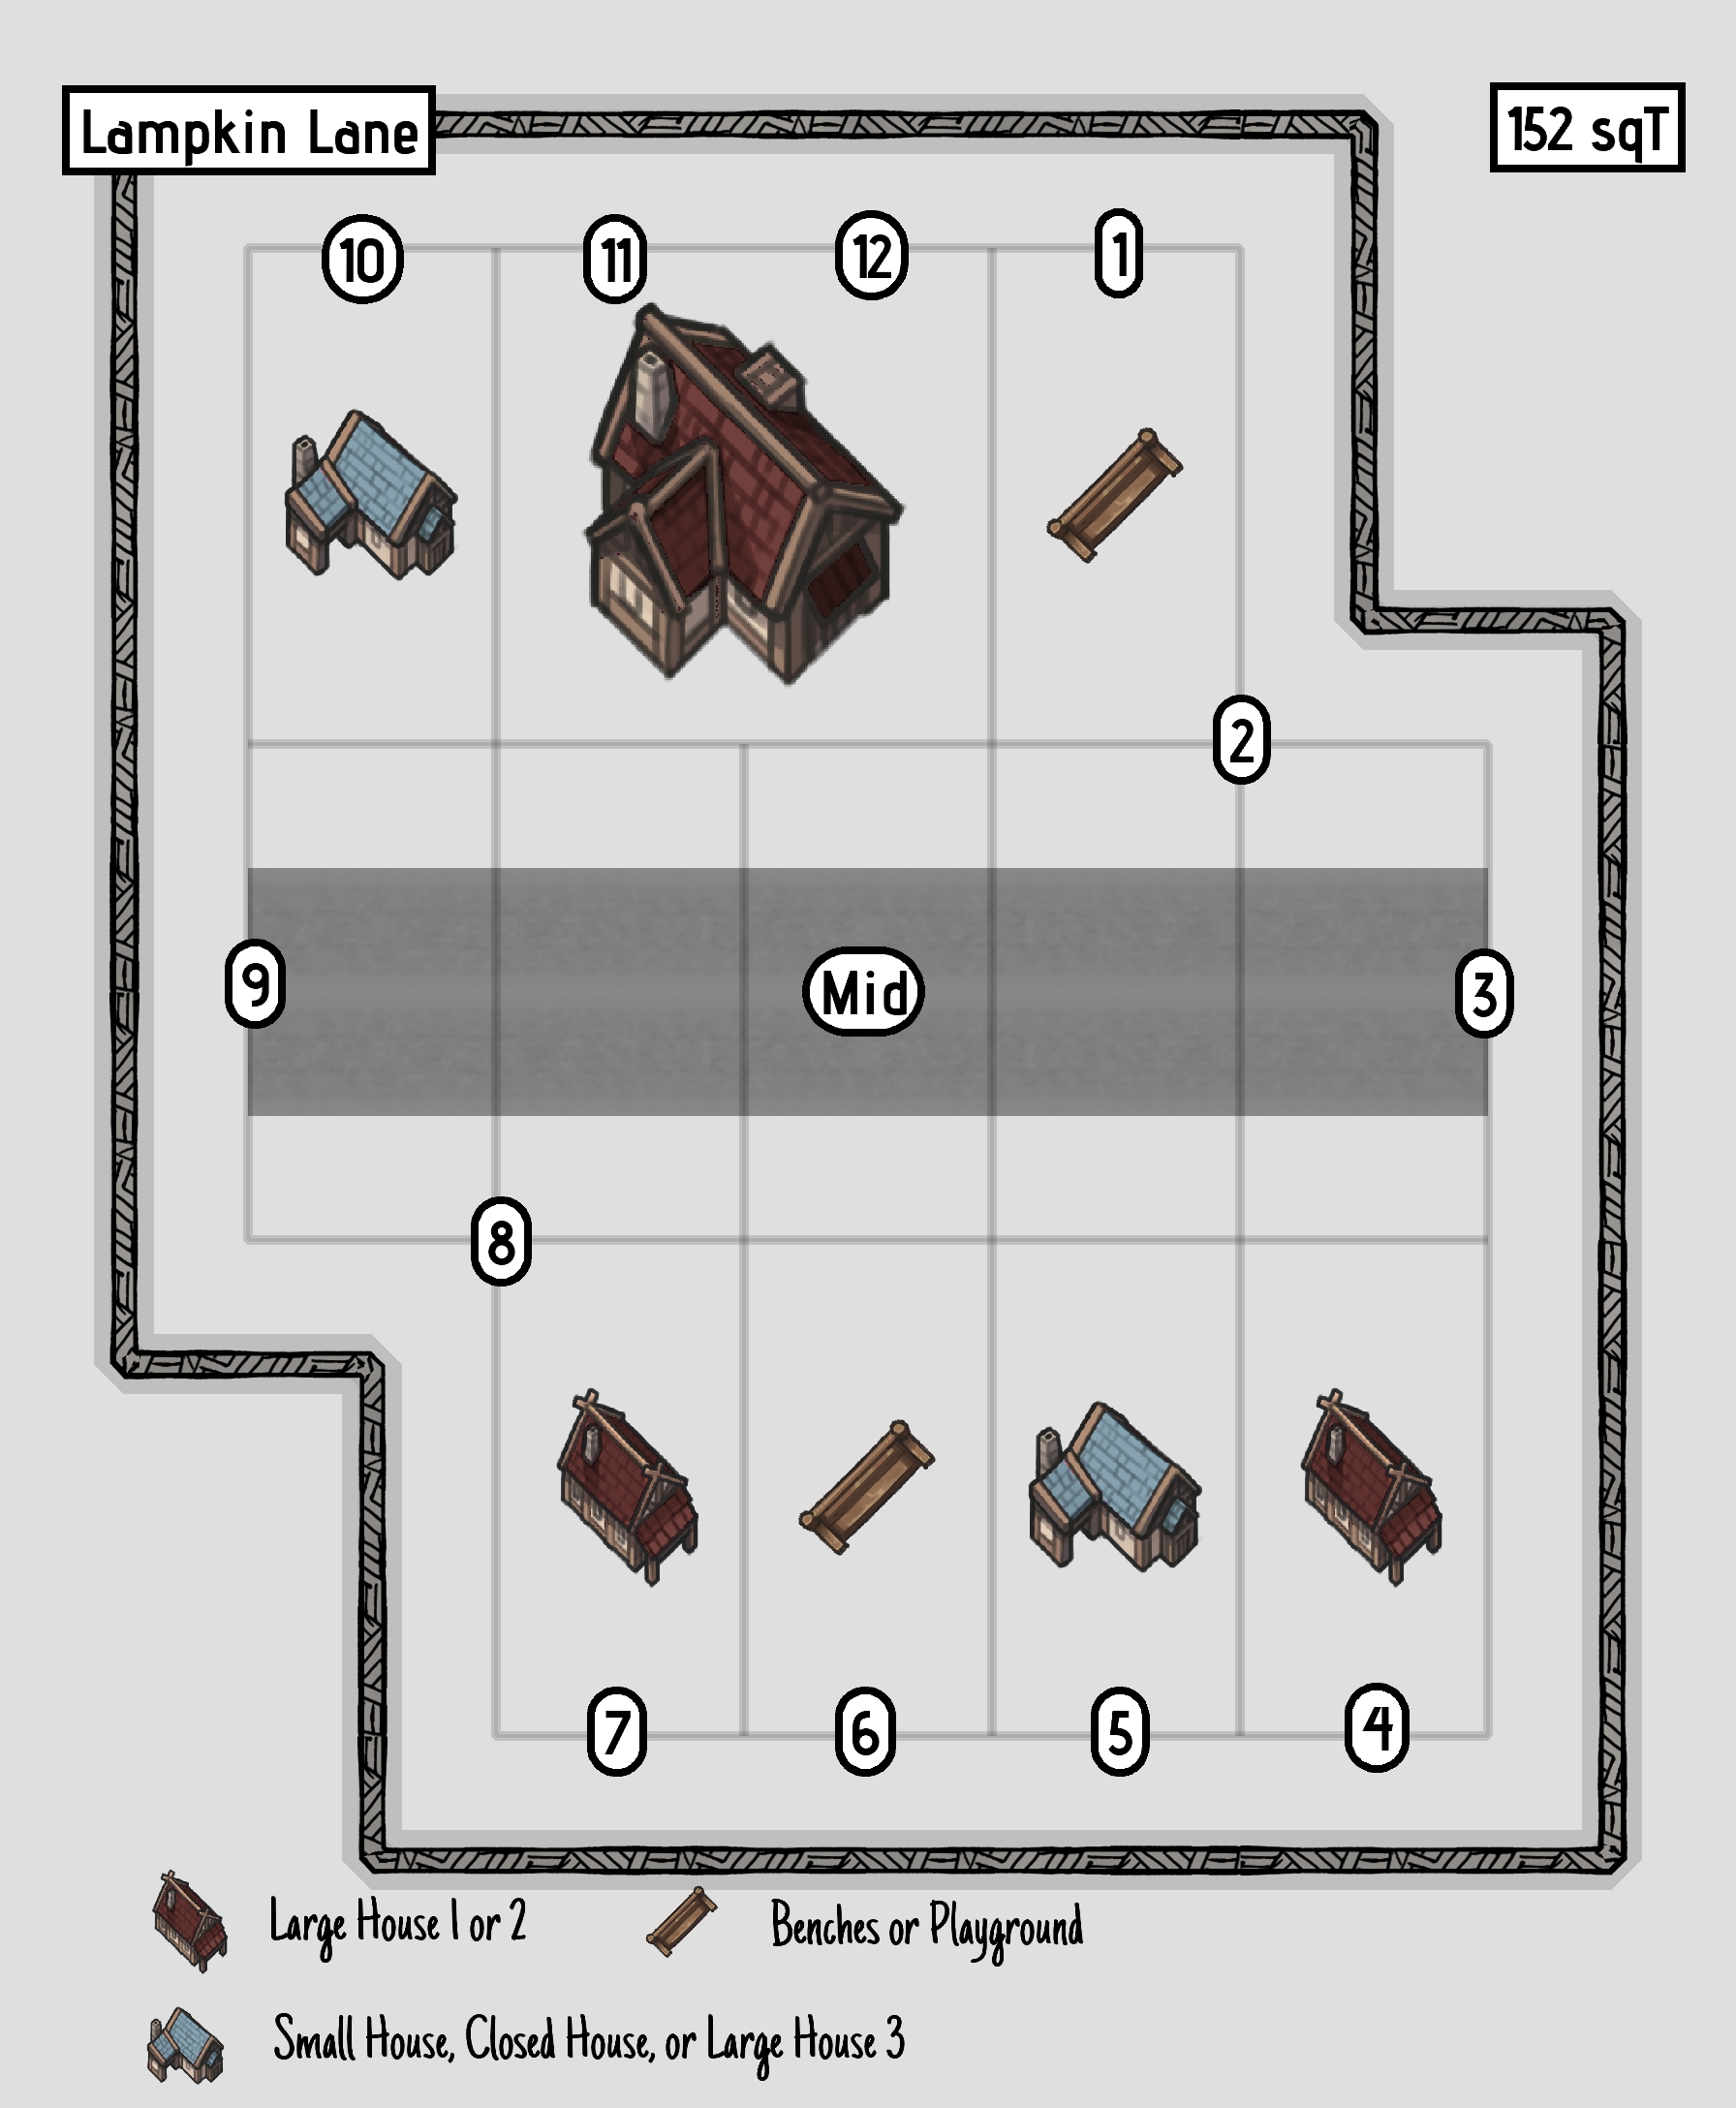 Lampkin Lane
152 sqT
10
11
12
1
2
9
Mid
3
8
7
6
5
4
Large House 1 or 2
Benches or Playground
Small House, Closed House, or Large House 3